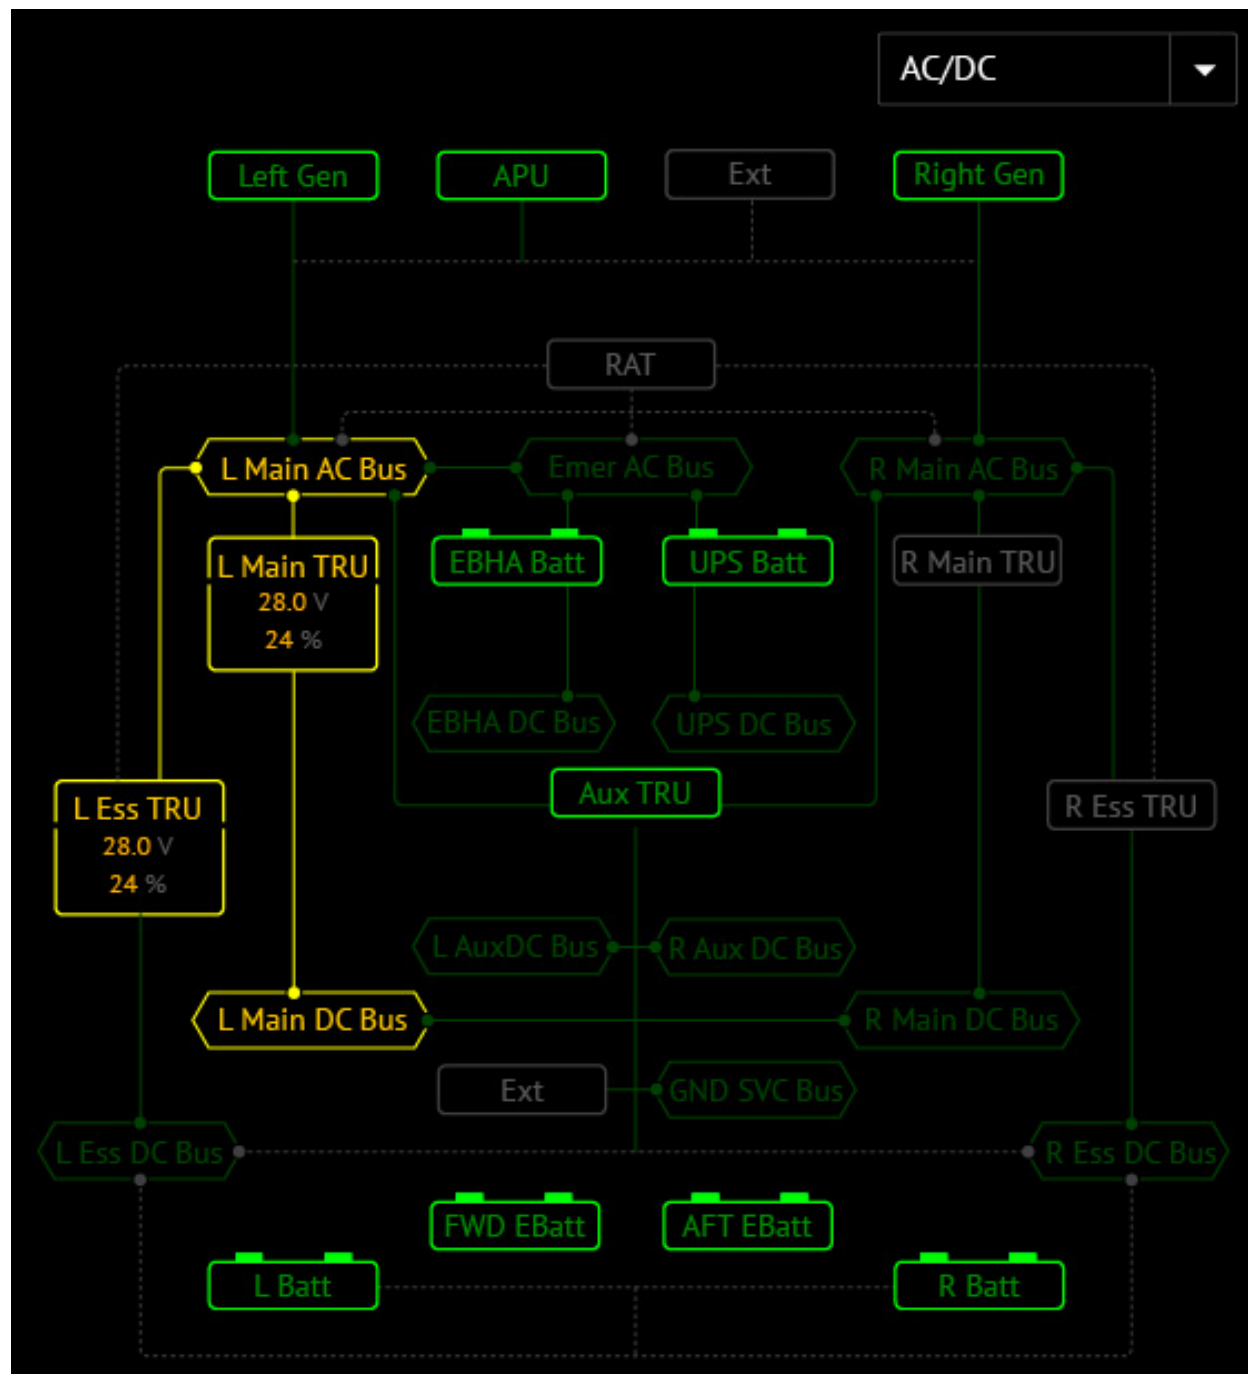 AC/DC
Left Gen
APU
Ext
Right Gen
RAT
L Main AC Bus
Emer AC Bus
R Main AC Bus
L Main TRU
28.0 V
24 %
EBHA Batt
UPS Batt
R Main TRU
EBHA DC Bus
UPS DC Bus
Aux TRU
L Ess TRU
28.0 V
24 %
R Ess TRU
L AuxDC Bus
R Aux DC Bus
L Main DC Bus
R Main DC Bus
Ext
GND SVC Bus
L Ess DC Bus
R Ess DC Bus
FWD EBatt
AFT EBatt
L Batt
R Batt